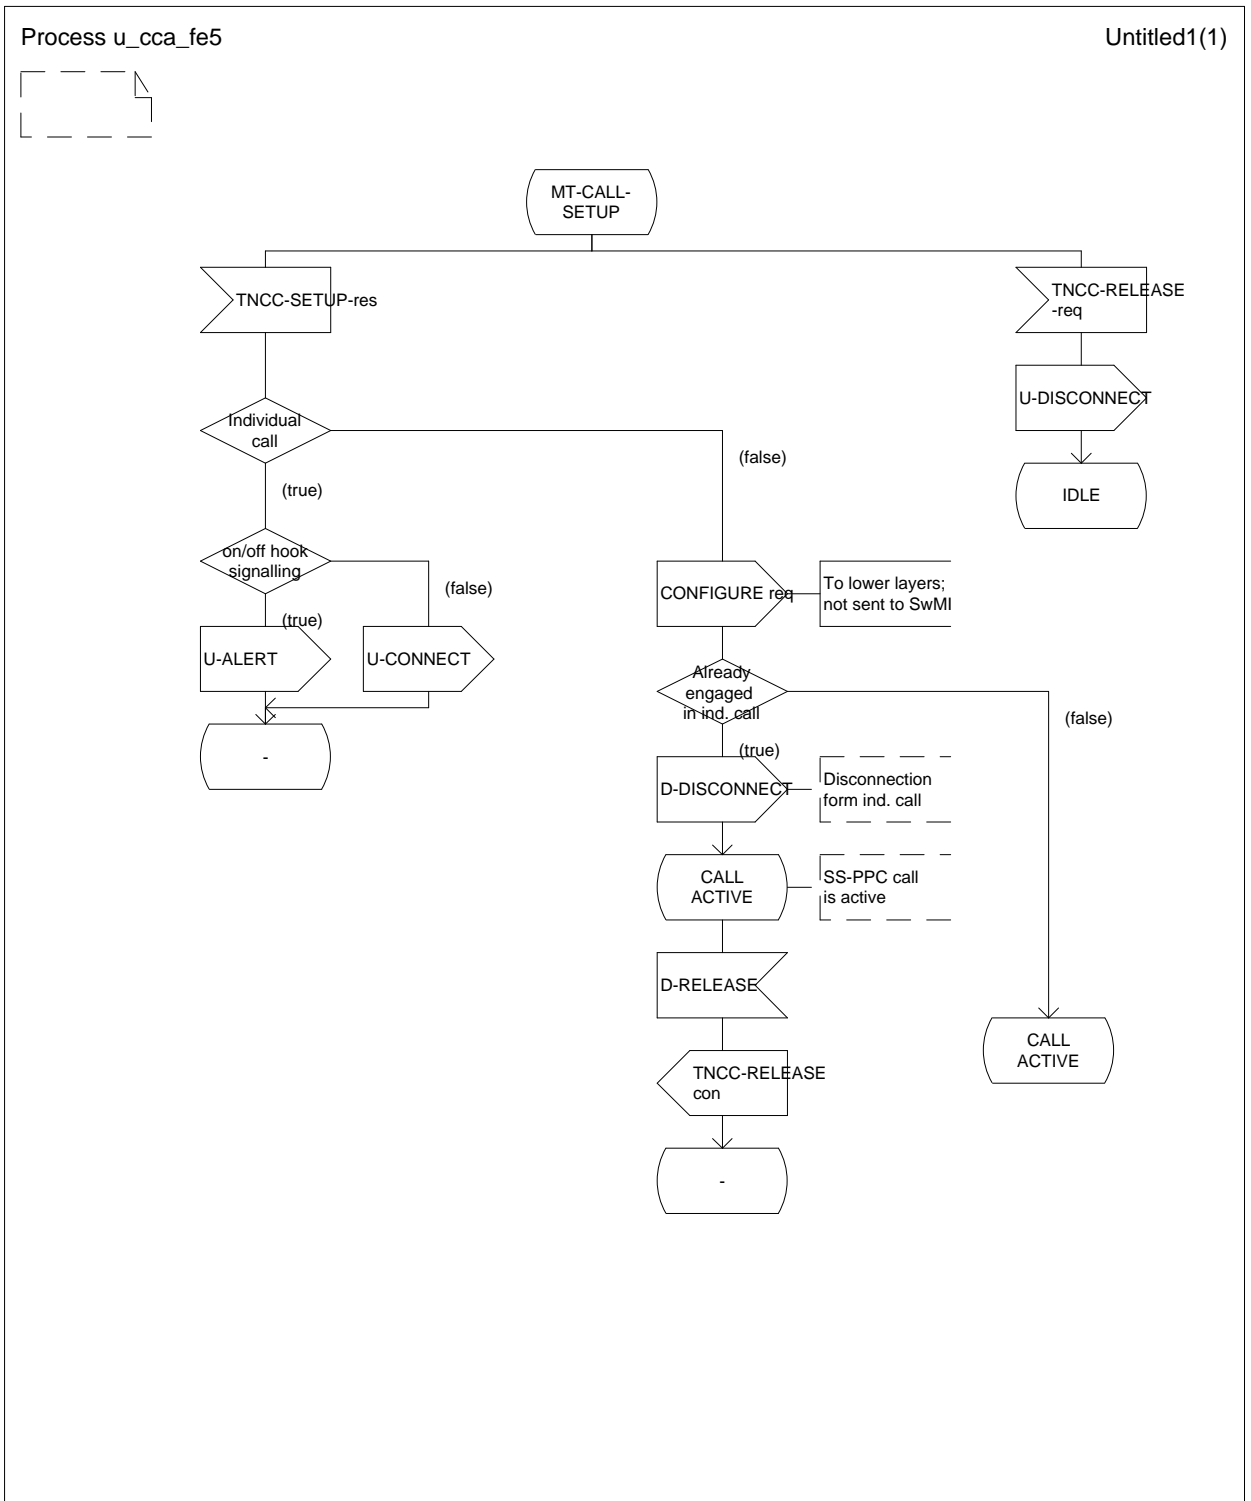 Process u_cca_fe5
Untitled1(1)
MT-CALL-
SETUP
TNCC-SETUP-res
TNCC-RELEASE
-req
U-DISCONNECT
IDLE
Individual
call
(false)
(true)
on/off hook
signalling
(false)
(true)
U-ALERT
U-CONNECT
-
CONFIGURE req
To lower layers;
not sent to SwMI
Already
engaged
in ind. call
(false)
(true)
D-DISCONNECT
Disconnection
form ind. call
CALL
ACTIVE
SS-PPC call
is active
D-RELEASE
CALL
ACTIVE
TNCC-RELEASE
con
-